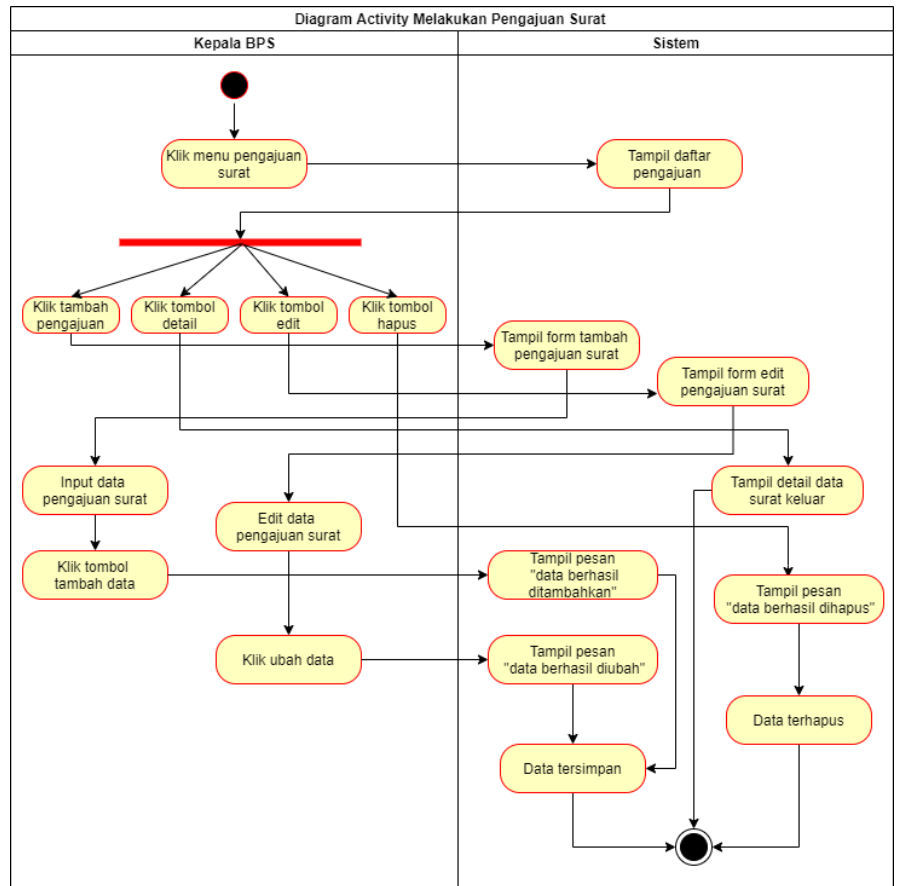 Diagram Activity Melakukan Pengajuan Surat
Kepala BPS
Sistem
Klik menu pengajuan
surat
Tampil daftar
pengajuan
Klik tambah
pengajuan
Klik tombol
detail
Klik tombol
edit
Klik tombol
hapus
Tampil form tambah
pengajuan surat
Tampil form edit
pengajuan surat
Input data
pengajuan surat
Tampil detail data
surat keluar
Edit data
pengajuan surat
Klik tombol
tambah data
Tampil pesan
"data berhasil
ditambahkan"
Tampil pesan
"data berhasil dihapus"
Klik ubah data
Tampil pesan
"data berhasil diubah"
Data terhapus
Data tersimpan